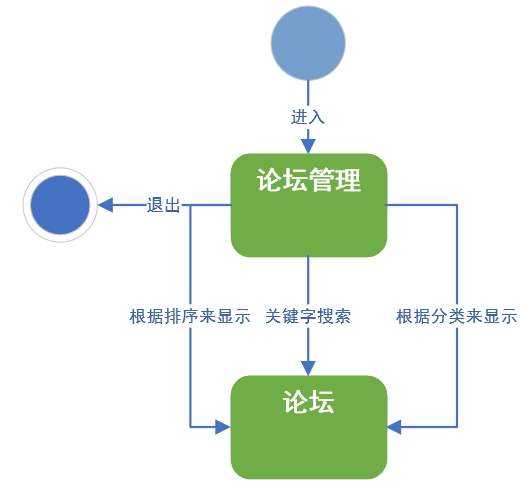 进入
论坛管理
退出
根据排序来显示
关键字搜索
根据分类来显示
论坛